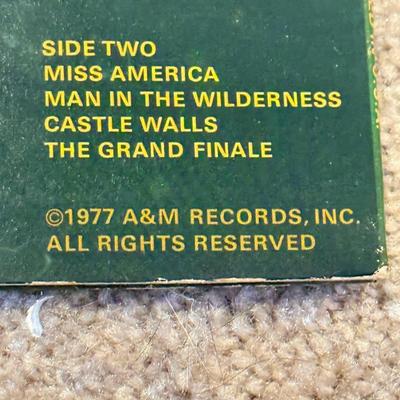 SIDE TWO
MISS AMERICA
MAN IN THE WILDERNESS
CASTLE WALLS
THE GRAND FINALE
©1977 A&M RECORDS, INC.
ALL RIGHTS RESERVED